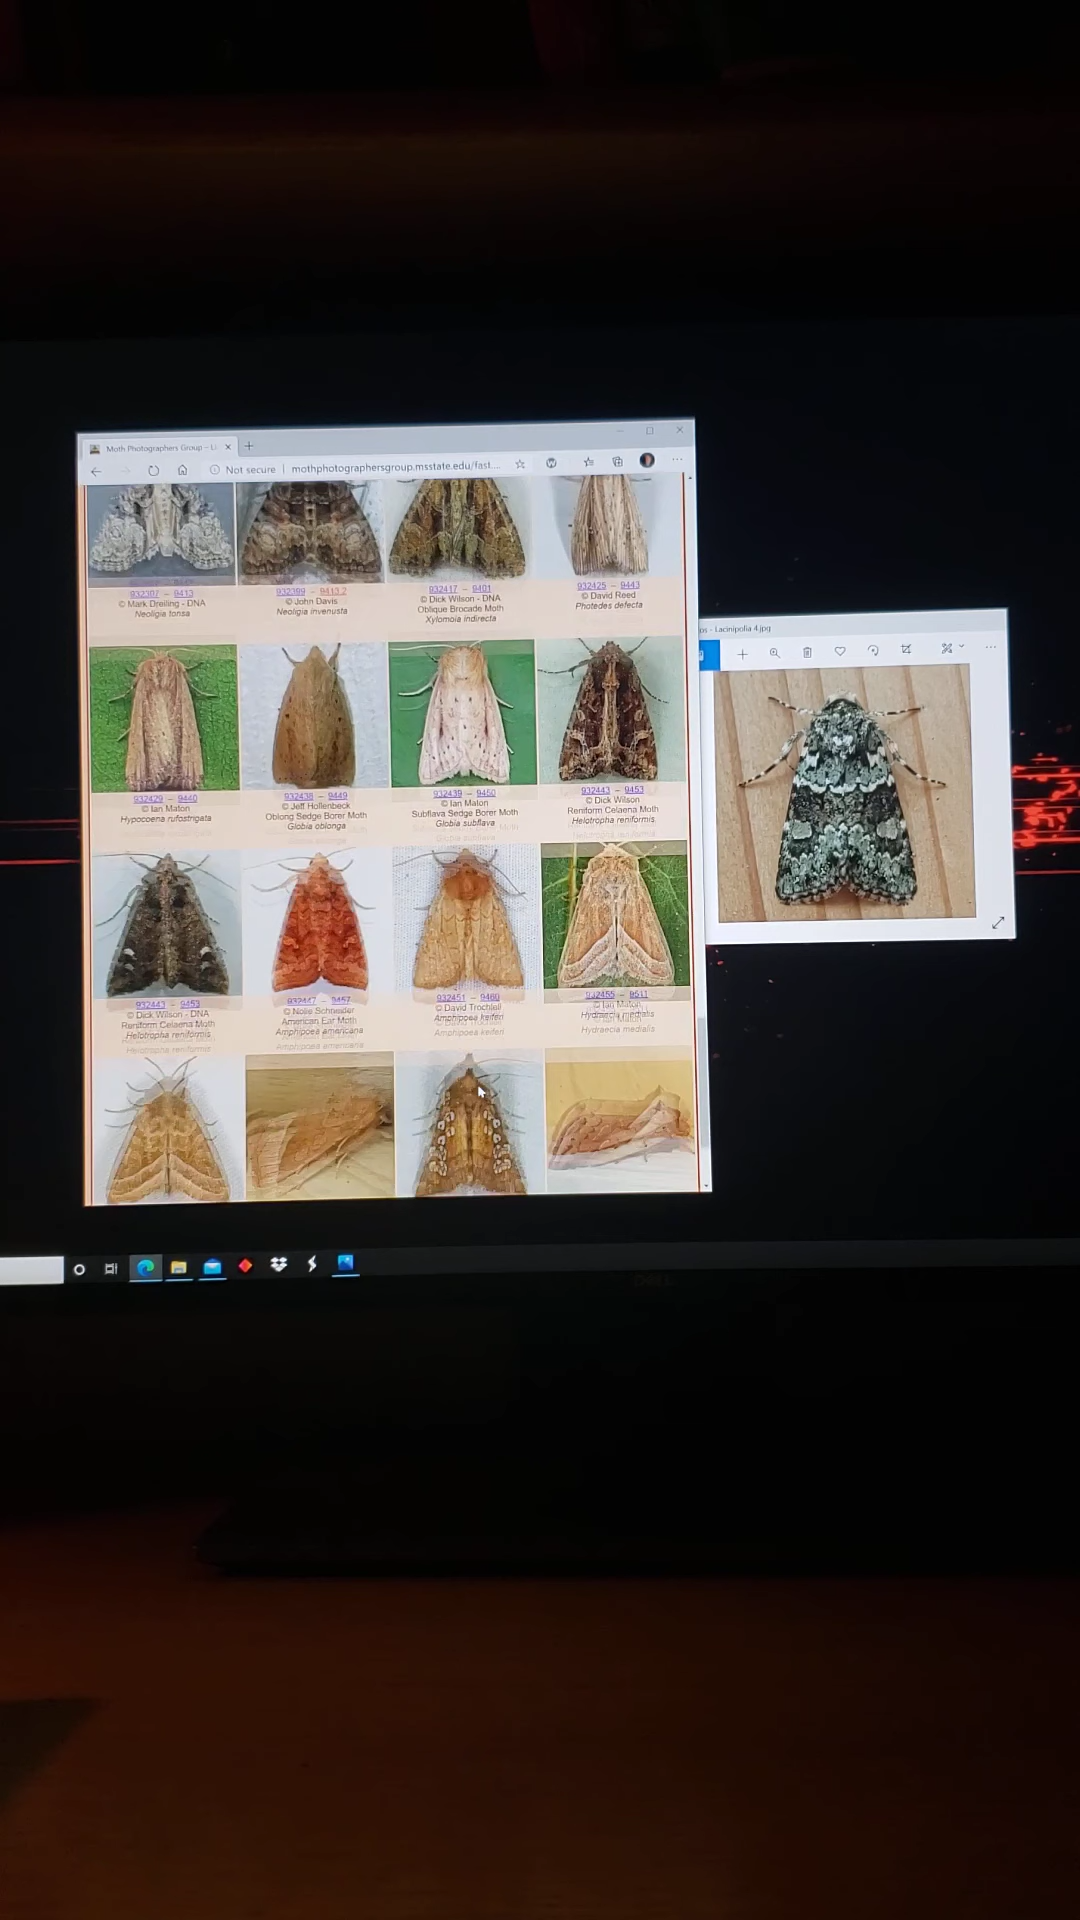 Moth Photographers Group – Li
Not secure | mothphotographersgroup.msstate.edu/fast....
932397 – 9413
© Mark Dreiling - DNA
Neoligia tonsa
932399 – 9413.2
© John Davis
Neoligia invenusta
932417 – 9401
© Dick Wilson - DNA
Oblique Brocade Moth
Xylomoia indirecta
932425 – 9443
© David Reed
Photedes defecta
- Lacinipolia 4.jpg
932429 – 9440
© Ian Maton
Hypocoena rufostrigata
932438 – 9449
© Jeff Hollenbeck
Oblong Sedge Borer Moth
Globia oblonga
932439 – 9450
© Ian Maton
Subflava Sedge Borer Moth
Globia subflava
932443 – 9453
© Dick Wilson
Reniform Celaena Moth
Helotropha reniformis
932443 – 9453
© Dick Wilson - DNA
Reniform Celaena Moth
Helotropha reniformis
932447 – 9457
© Nolie Schneider
American Ear Moth
Amphipoea americana
932451 – 9460
© David Trochlell
Amphipoea keiferi
932455 – 9511
© Ian Maton
Hydraecia medialis
DELL